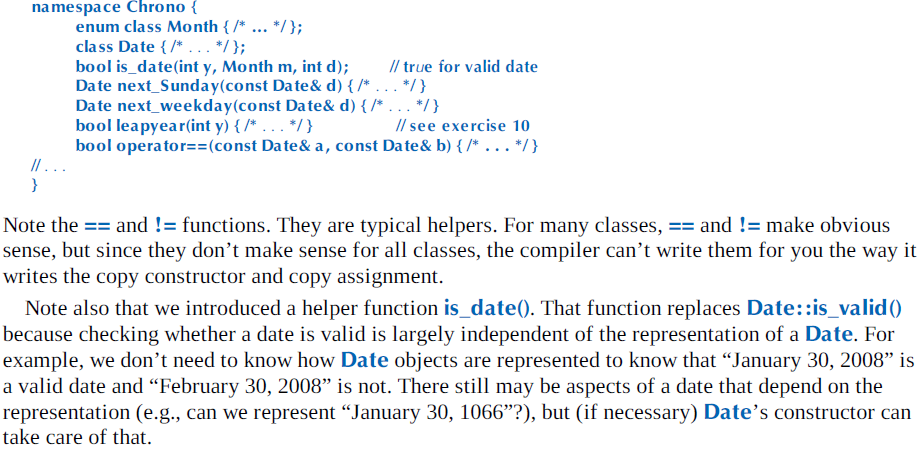 namespace Chrono {
enum class Month { /* ... */ };
class Date { /* . . . */ };
bool is_date(int y, Month m, int d); // true for valid date
Date next_Sunday(const Date& d) { /* . . . */ }
Date next_weekday(const Date& d) { /* . . . */ }
bool leapyear(int y) { /* . . . */ } // see exercise 10
bool operator==(const Date& a, const Date& b) { /* . . . */ }
// . . .
}
Note the == and != functions. They are typical helpers. For many classes, == and != make obvious
sense, but since they don’t make sense for all classes, the compiler can’t write them for you the way it
writes the copy constructor and copy assignment.
Note also that we introduced a helper function is_date(). That function replaces Date::is_valid()
because checking whether a date is valid is largely independent of the representation of a Date. For
example, we don’t need to know how Date objects are represented to know that “January 30, 2008” is
a valid date and “February 30, 2008” is not. There still may be aspects of a date that depend on the
representation (e.g., can we represent “January 30, 1066”?), but (if necessary) Date’s constructor can
take care of that.